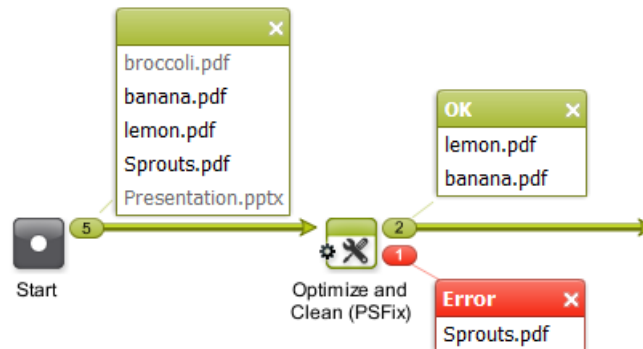 broccoli.pdf
banana.pdf
lemon.pdf
Sprouts.pdf
Presentation.pptx
5
Start
Optimize and
Clean (PSFix)
OK
lemon.pdf
banana.pdf
2
1
Error
Sprouts.pdf